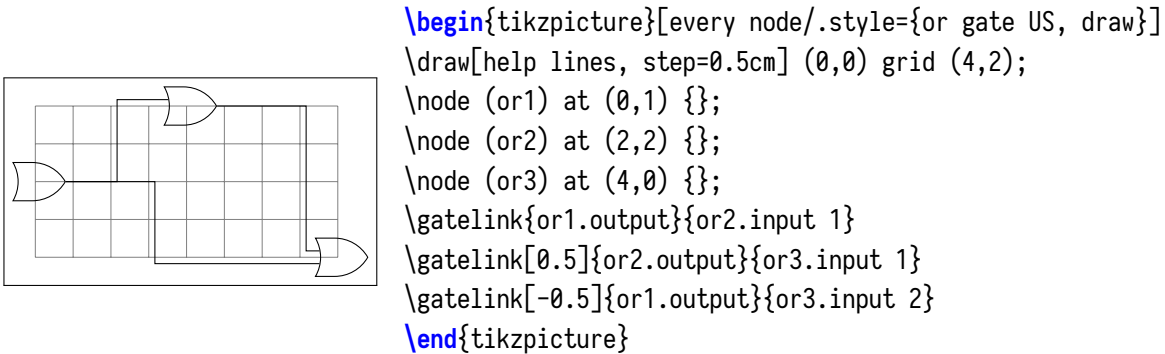 \begin{tikzpicture}[every node/.style={or gate US, draw}]
\draw[help lines, step=0.5cm] (0,0) grid (4,2);
\node (or1) at (0,1) {};
\node (or2) at (2,2) {};
\node (or3) at (4,0) {};
\gatelink{or1.output}{or2.input 1}
\gatelink[0.5]{or2.output}{or3.input 1}
\gatelink[-0.5]{or1.output}{or3.input 2}
\end{tikzpicture}